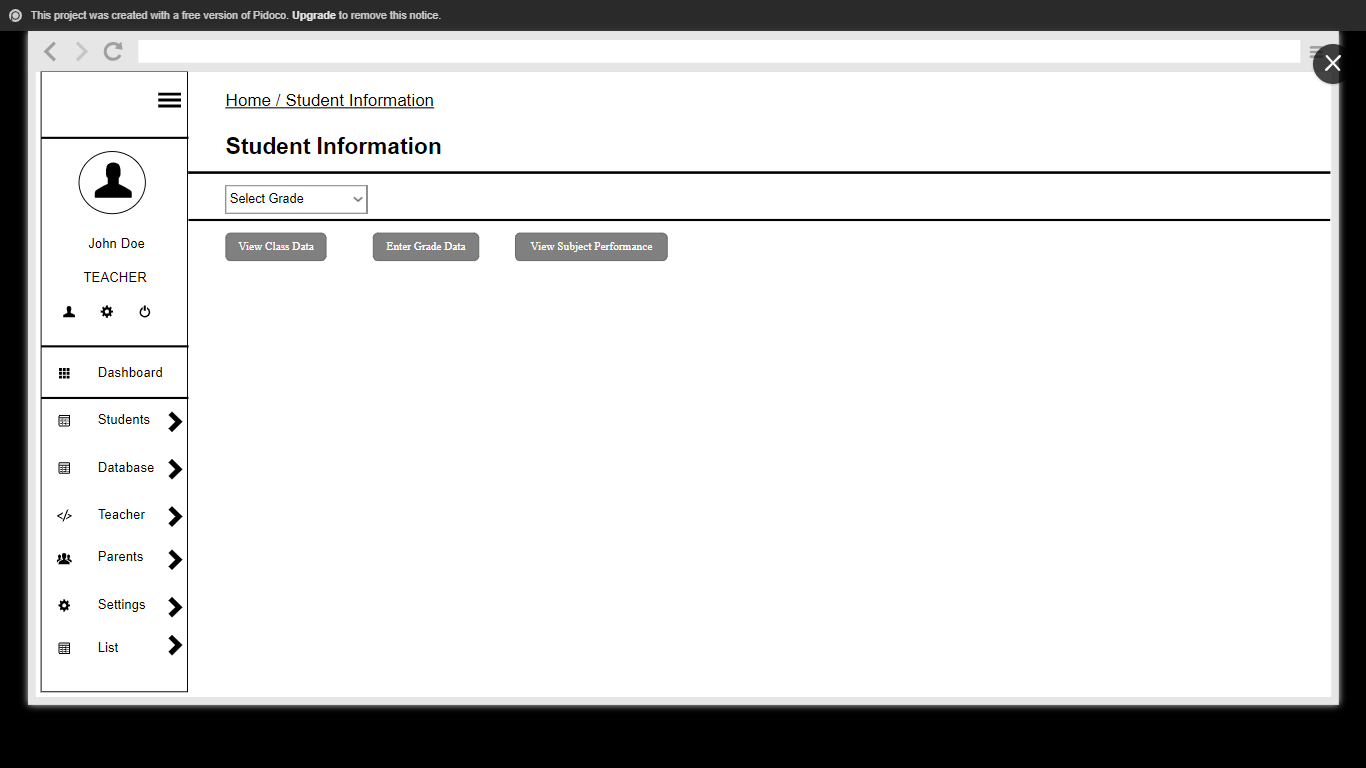 This project was created with a free version of Pidoco. Upgrade to remove this notice.
Home / Student Information
Student Information
Select Grade
View Class Data
Enter Grade Data
View Subject Performance
John Doe
TEACHER
Dashboard
Students
Database
Teacher
Parents
Settings
List